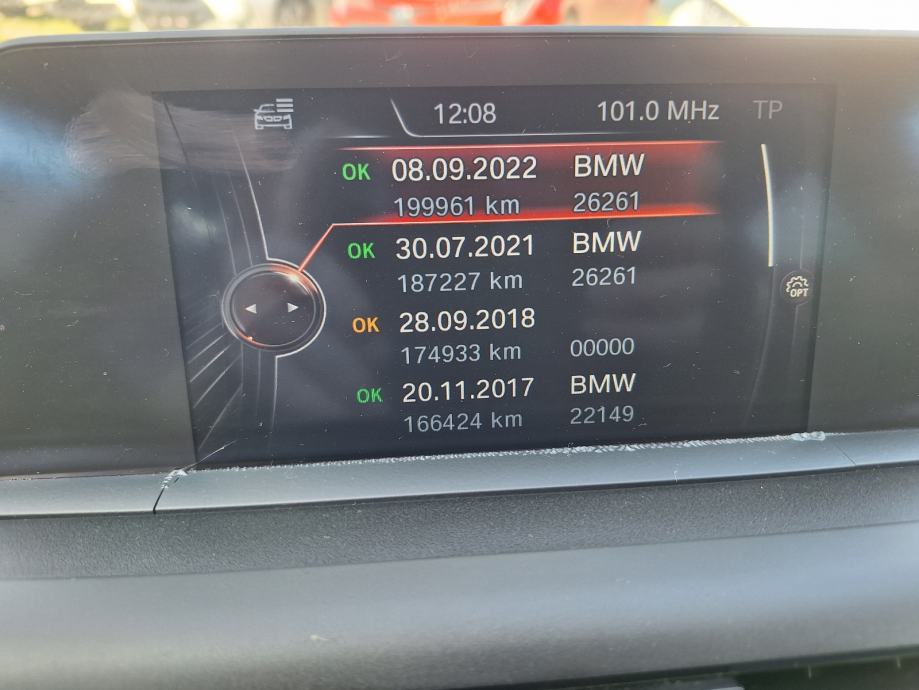 12:08 101.0 MHz TP
OK 08.09.2022 BMW
199961 km 26261
OK 30.07.2021 BMW
187227 km 26261
OPT
OK 28.09.2018
174933 km 00000
OK 20.11.2017 BMW
166424 km 22149